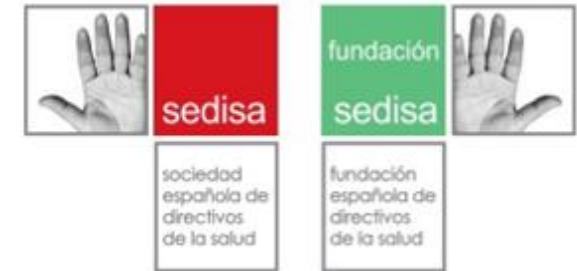 sedisa
sociedad
española de
directivos
de la salud
fundación
sedisa
fundación
española de
directivos
de la salud